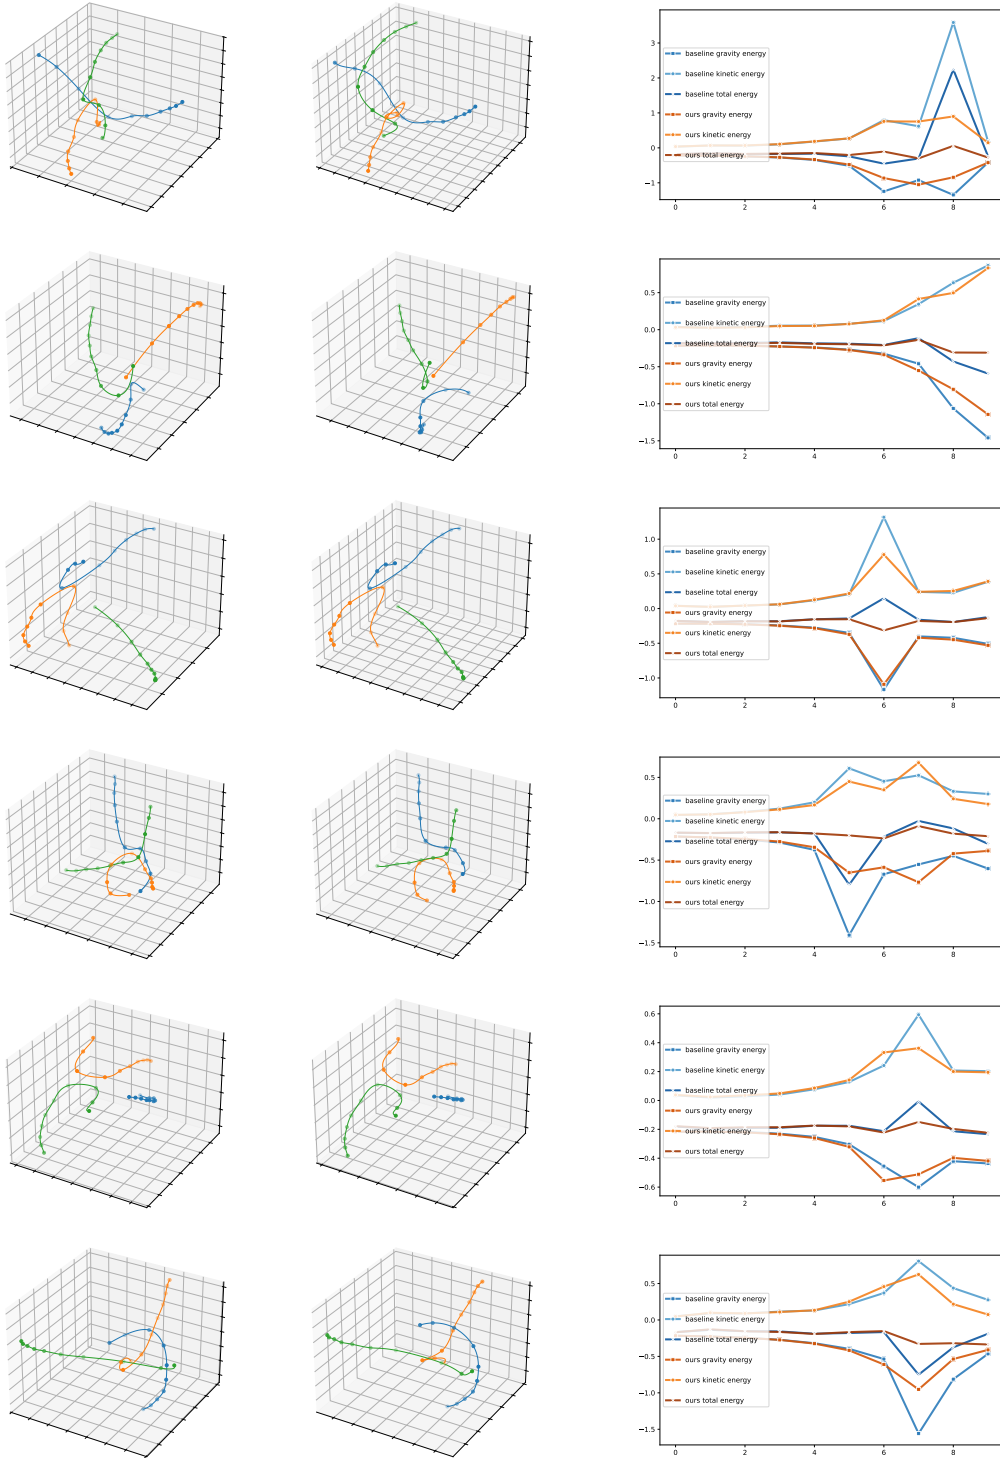 3
baseline gravity energy
baseline kinetic energy
2
baseline total energy
1
ours gravity energy
ours kinetic energy
0
ours total energy
−1
0 2 4 6 8
0.5
baseline gravity energy
baseline kinetic energy
0.0
baseline total energy
ours gravity energy
−0.5
ours kinetic energy
−1.0
ours total energy
−1.5
0 2 4 6 8
1.0
baseline gravity energy
baseline kinetic energy
0.5
baseline total energy
0.0
ours gravity energy
ours kinetic energy
−0.5
ours total energy
−1.0
0 2 4 6 8
0.5
baseline gravity energy
0.0
baseline kinetic energy
baseline total energy
−0.5
ours gravity energy
ours kinetic energy
−1.0
ours total energy
−1.5
0 2 4 6 8
0.6
0.4
baseline gravity energy
0.2
baseline kinetic energy
baseline total energy
0.0
ours gravity energy
ours kinetic energy
−0.2
ours total energy
−0.4
−0.6
0 2 4 6 8
0.5
baseline gravity energy
0.0
baseline kinetic energy
baseline total energy
−0.5
ours gravity energy
ours kinetic energy
−1.0
ours total energy
−1.5
0 2 4 6 8